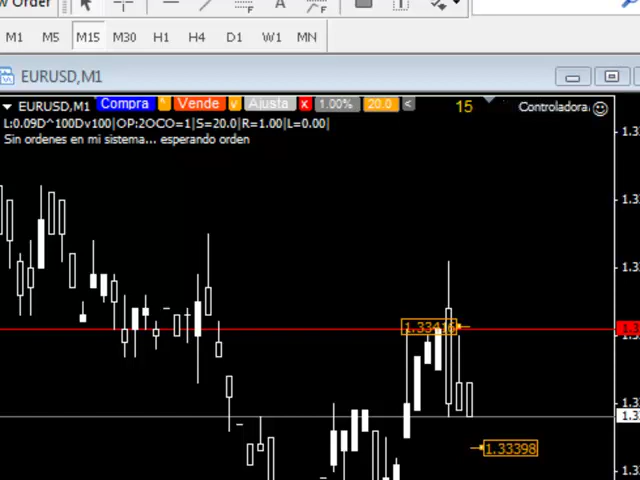 w Order
M1 M5 M15 M30 H1 H4 D1 W1 MN
EURUSD,M1
EURUSD,M1 Compra ^ Vende v Ajusta x 1.00% 20.0 < 15 Controladora
L:0.09D^100Dv100|OP:2OCO=1|S=20.0|R=1.00|L=0.00|
Sin ordenes en mi sistema... esperando orden
1.33416
1.33398